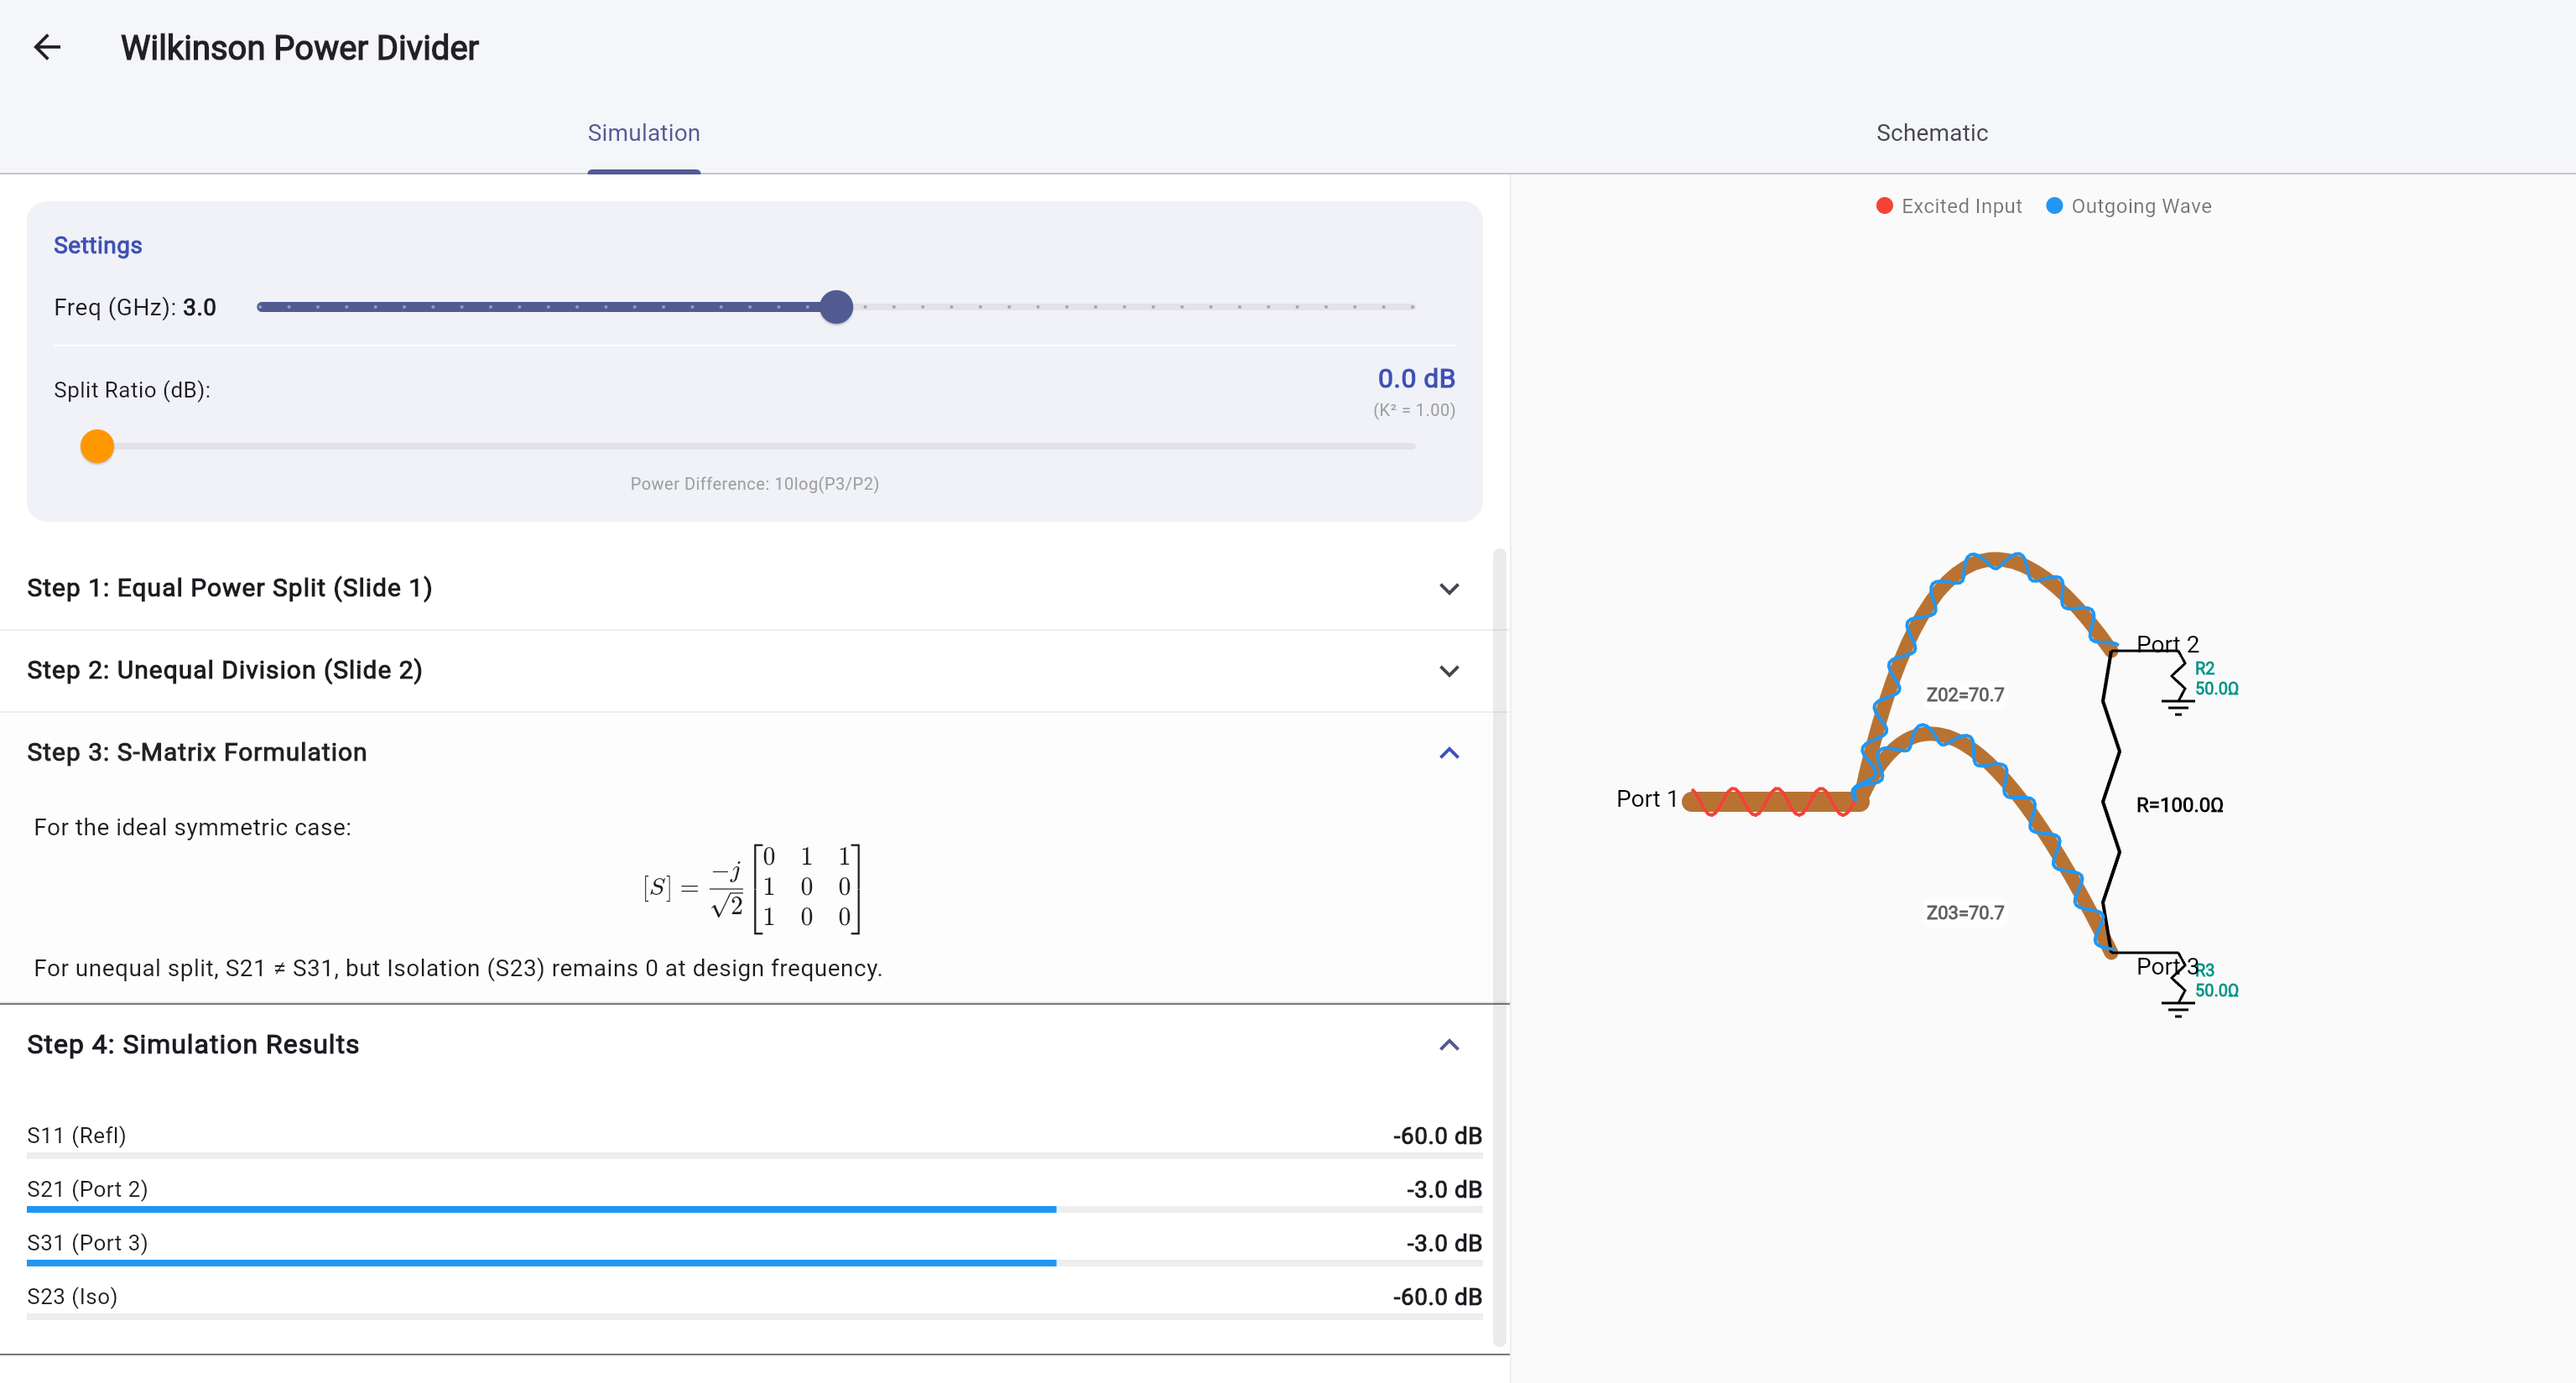 Wilkinson Power Divider
Simulation
Schematic
Settings
Freq (GHz): 3.0
Split Ratio (dB):
0.0 dB
(K² = 1.00)
Power Difference: 10log(P3/P2)
Step 1: Equal Power Split (Slide 1)
Step 2: Unequal Division (Slide 2)
Step 3: S-Matrix Formulation
For the ideal symmetric case:
[S] = -j/√2 [0 1 1
1 0 0
1 0 0]
For unequal split, S21 ≠ S31, but Isolation (S23) remains 0 at design frequency.
Step 4: Simulation Results
S11 (Refl) -60.0 dB
S21 (Port 2) -3.0 dB
S31 (Port 3) -3.0 dB
S23 (Iso) -60.0 dB
Excited Input
Outgoing Wave
Port 2
R2
50.0Ω
Z02=70.7
Port 1
R=100.0Ω
Z03=70.7
Port 3
R3
50.0Ω